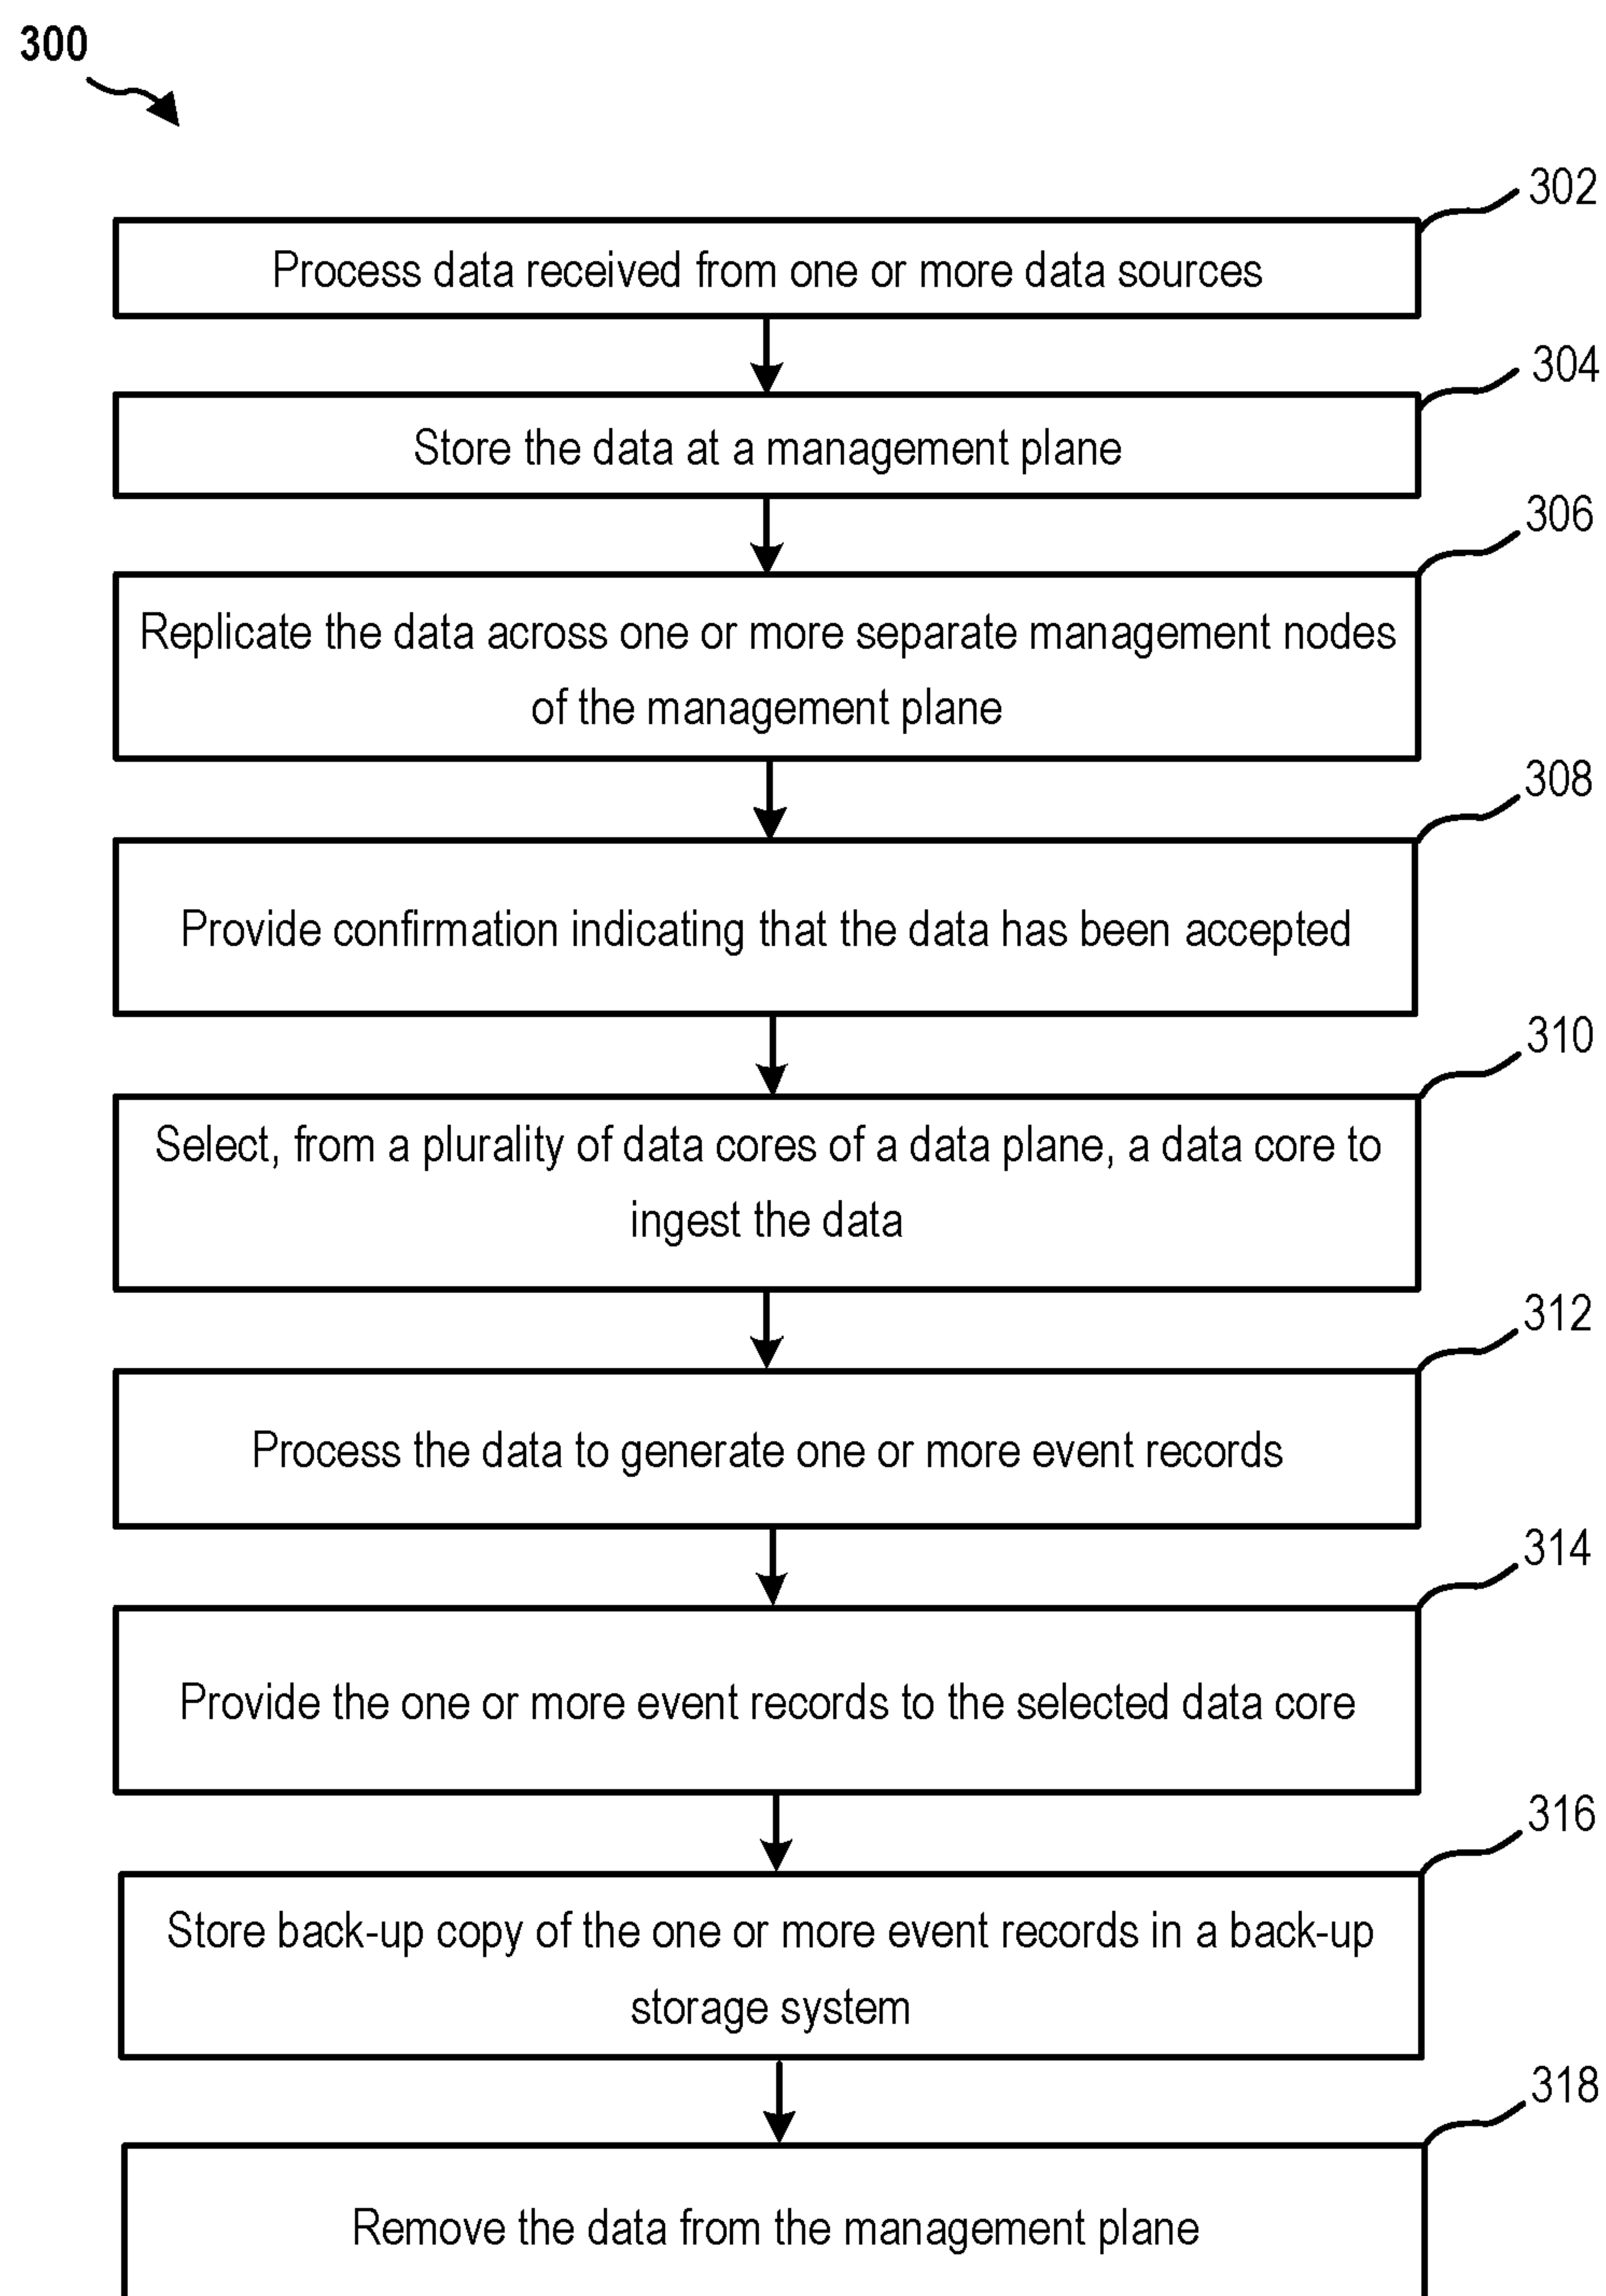 300
302
Process data received from one or more data sources
304
Store the data at a management plane
306
Replicate the data across one or more separate management nodes
of the management plane
308
Provide confirmation indicating that the data has been accepted
310
Select, from a plurality of data cores of a data plane, a data core to
ingest the data
312
Process the data to generate one or more event records
314
Provide the one or more event records to the selected data core
316
Store back-up copy of the one or more event records in a back-up
storage system
318
Remove the data from the management plane